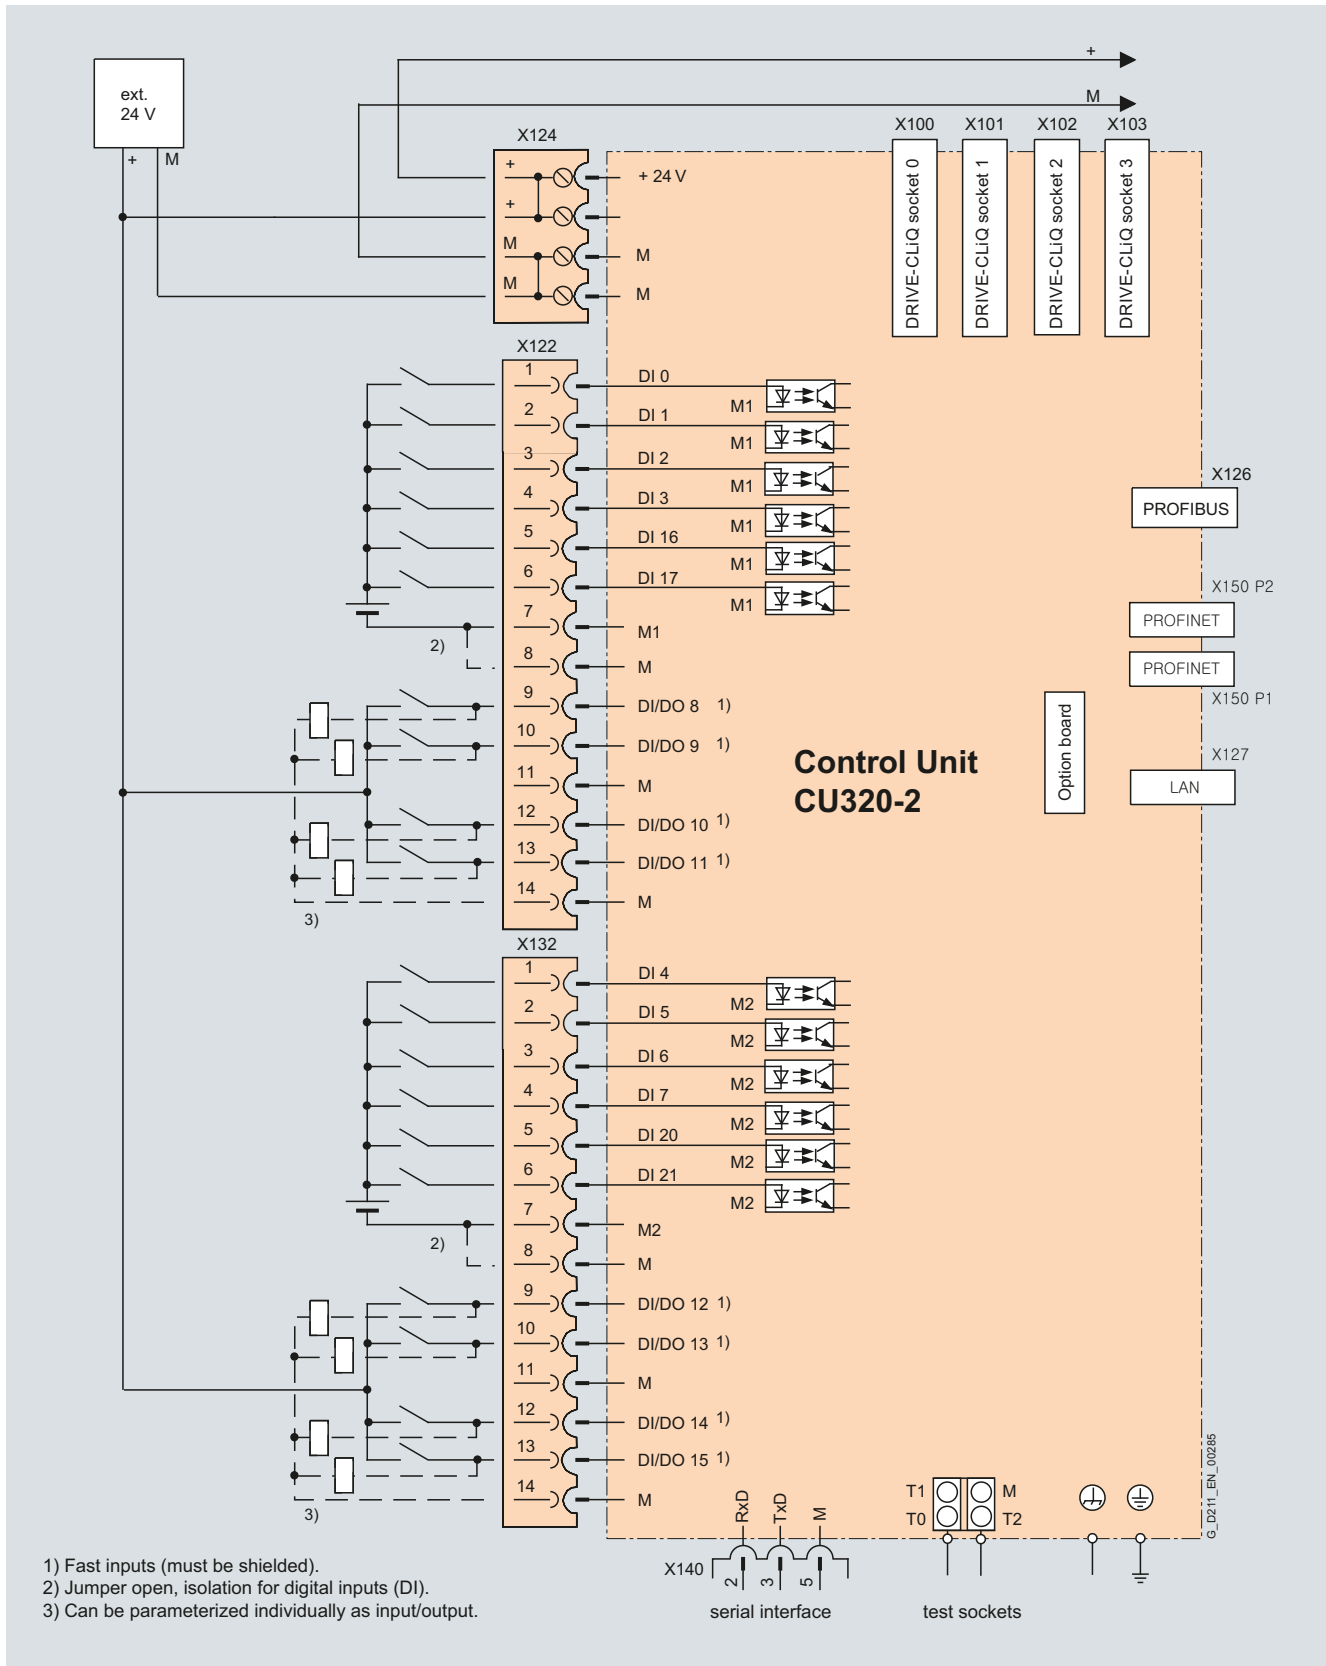 +
ext.
24 V
M
X124
X100
X101
X102
X103
+
M
+
+ 24 V
+
M
M
M
M
DRIVE-CLiQ socket 0
DRIVE-CLiQ socket 1
DRIVE-CLiQ socket 2
DRIVE-CLiQ socket 3
X122
1
DI 0
M1
2
DI 1
M1
3
DI 2
M1
4
DI 3
M1
5
DI 16
M1
6
DI 17
M1
7
M1
2)
8
M
9
DI/DO 8 1)
10
DI/DO 9 1)
11
M
12
DI/DO 10 1)
13
DI/DO 11 1)
14
M
3)
X126
PROFIBUS
X150 P2
PROFINET
PROFINET
X150 P1
Option board
X127
LAN
Control Unit
CU320-2
X132
1
DI 4
M2
2
DI 5
M2
3
DI 6
M2
4
DI 7
M2
5
DI 20
M2
6
DI 21
M2
7
M2
2)
8
M
9
DI/DO 12 1)
10
DI/DO 13 1)
11
M
12
DI/DO 14 1)
13
DI/DO 15 1)
14
M
3)
RxD
TxD
M
T1
M
T0
T2
G_D211_EN_00285
X140
2
3
5
serial interface
test sockets
1) Fast inputs (must be shielded).
2) Jumper open, isolation for digital inputs (DI).
3) Can be parameterized individually as input/output.